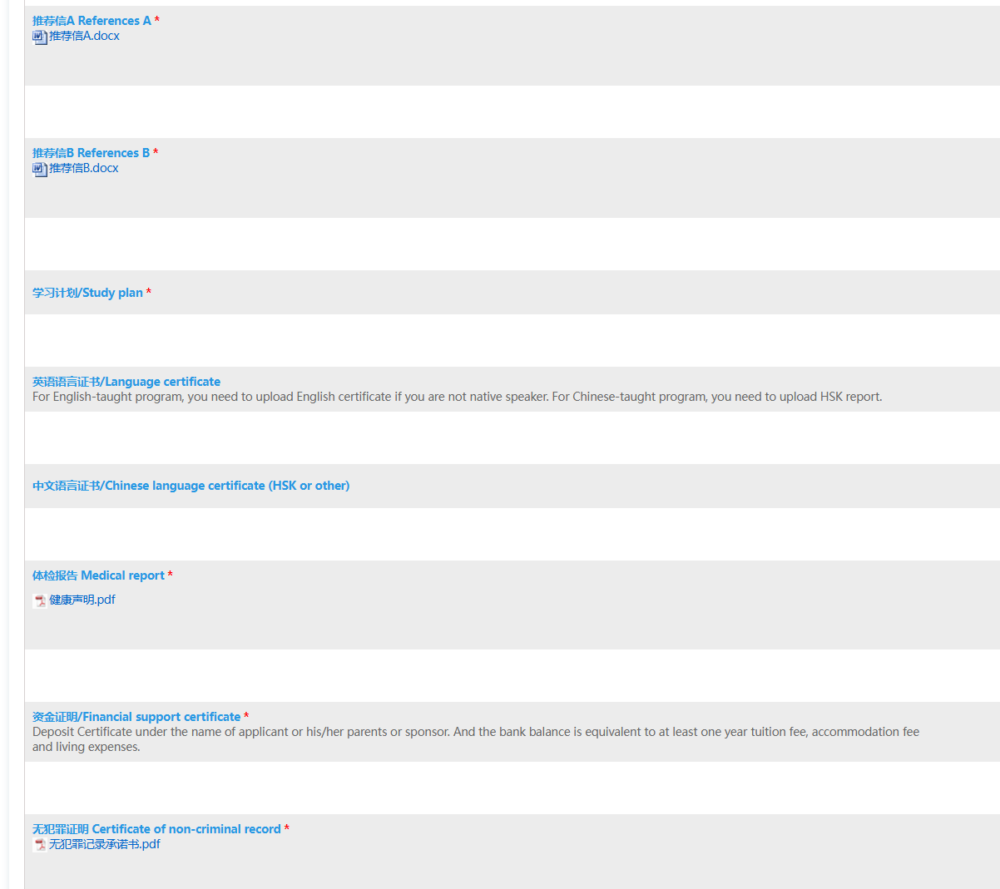 推荐信A References A *
推荐信A.docx
推荐信B References B *
推荐信B.docx
学习计划/Study plan *
英语语言证书/Language certificate
For English-taught program, you need to upload English certificate if you are not native speaker. For Chinese-taught program, you need to upload HSK report.
中文语言证书/Chinese language certificate (HSK or other)
体检报告 Medical report *
健康声明.pdf
资金证明/Financial support certificate *
Deposit Certificate under the name of applicant or his/her parents or sponsor. And the bank balance is equivalent to at least one year tuition fee, accommodation fee
and living expenses.
无犯罪证明 Certificate of non-criminal record *
无犯罪记录承诺书.pdf